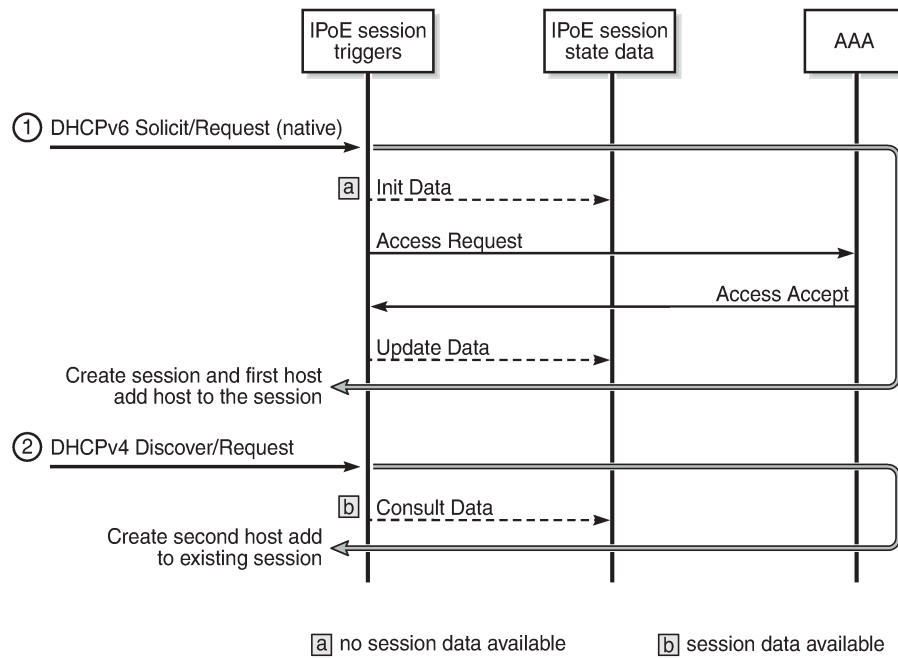 IPoE session
triggers
IPoE session
state data
AAA
1 DHCPv6 Solicit/Request (native)
a Init Data
Access Request
Access Accept
Update Data
Create session and first host
add host to the session
2 DHCPv4 Discover/Request
b Consult Data
Create second host add
to existing session
a no session data available
b session data available